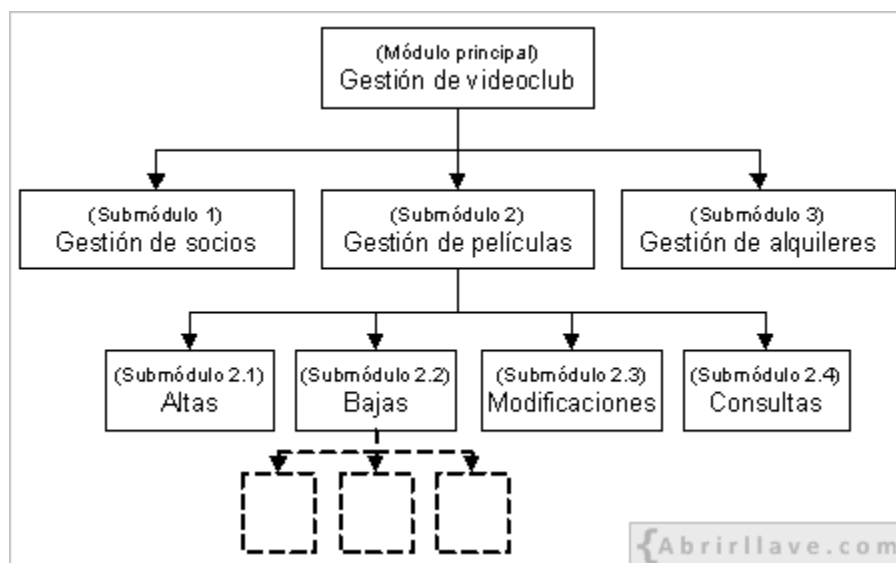 (Módulo principal)
Gestión de videoclub
(Submódulo 1)
Gestión de socios
(Submódulo 2)
Gestión de películas
(Submódulo 3)
Gestión de alquileres
(Submódulo 2.1)
Altas
(Submódulo 2.2)
Bajas
(Submódulo 2.3)
Modificaciones
(Submódulo 2.4)
Consultas
{Abrirllave.com